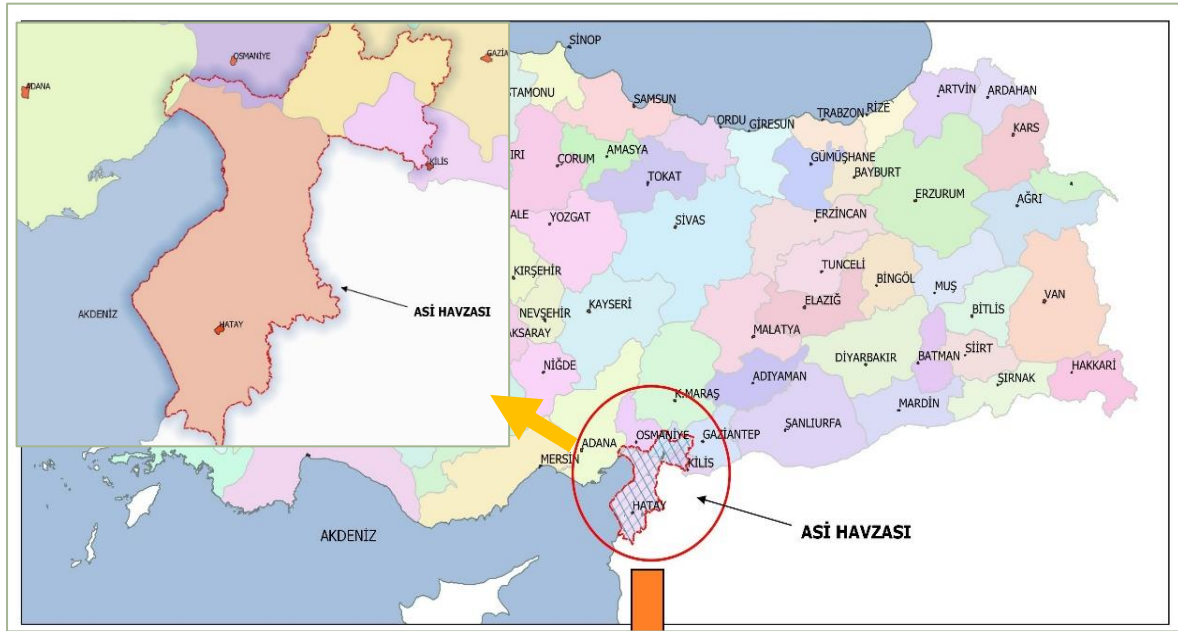 OSMANİYE
GAZİA
ADANA
KİLİS
AKDENİZ
ASİ HAVZASI
HATAY
SİNOP
STAMONU
SAMSUN
ORDU
GİRESUN
TRABZON
RİZE
ARTVİN
ARDAHAN
KARS
IRI
ÇORUM
AMASYA
TOKAT
GÜMÜŞHANE
BAYBURT
ERZURUM
AĞRI
ALE
YOZGAT
SİVAS
ERZİNCAN
KIRŞEHİR
TUNCELİ
BİNGÖL
MUŞ
VAN
NEVŞEHİR
KAYSERİ
ELAZIĞ
BİTLİS
AKSARAY
MALATYA
NİĞDE
DİYARBAKIR
BATMAN
SİİRT
ŞIRNAK
HAKKARİ
ADIYAMAN
K.MARAŞ
MARDİN
ŞANLIURFA
ADANA
OSMANİYE
GAZİANTEP
MERSİN
KİLİS
HATAY
AKDENİZ
ASİ HAVZASI